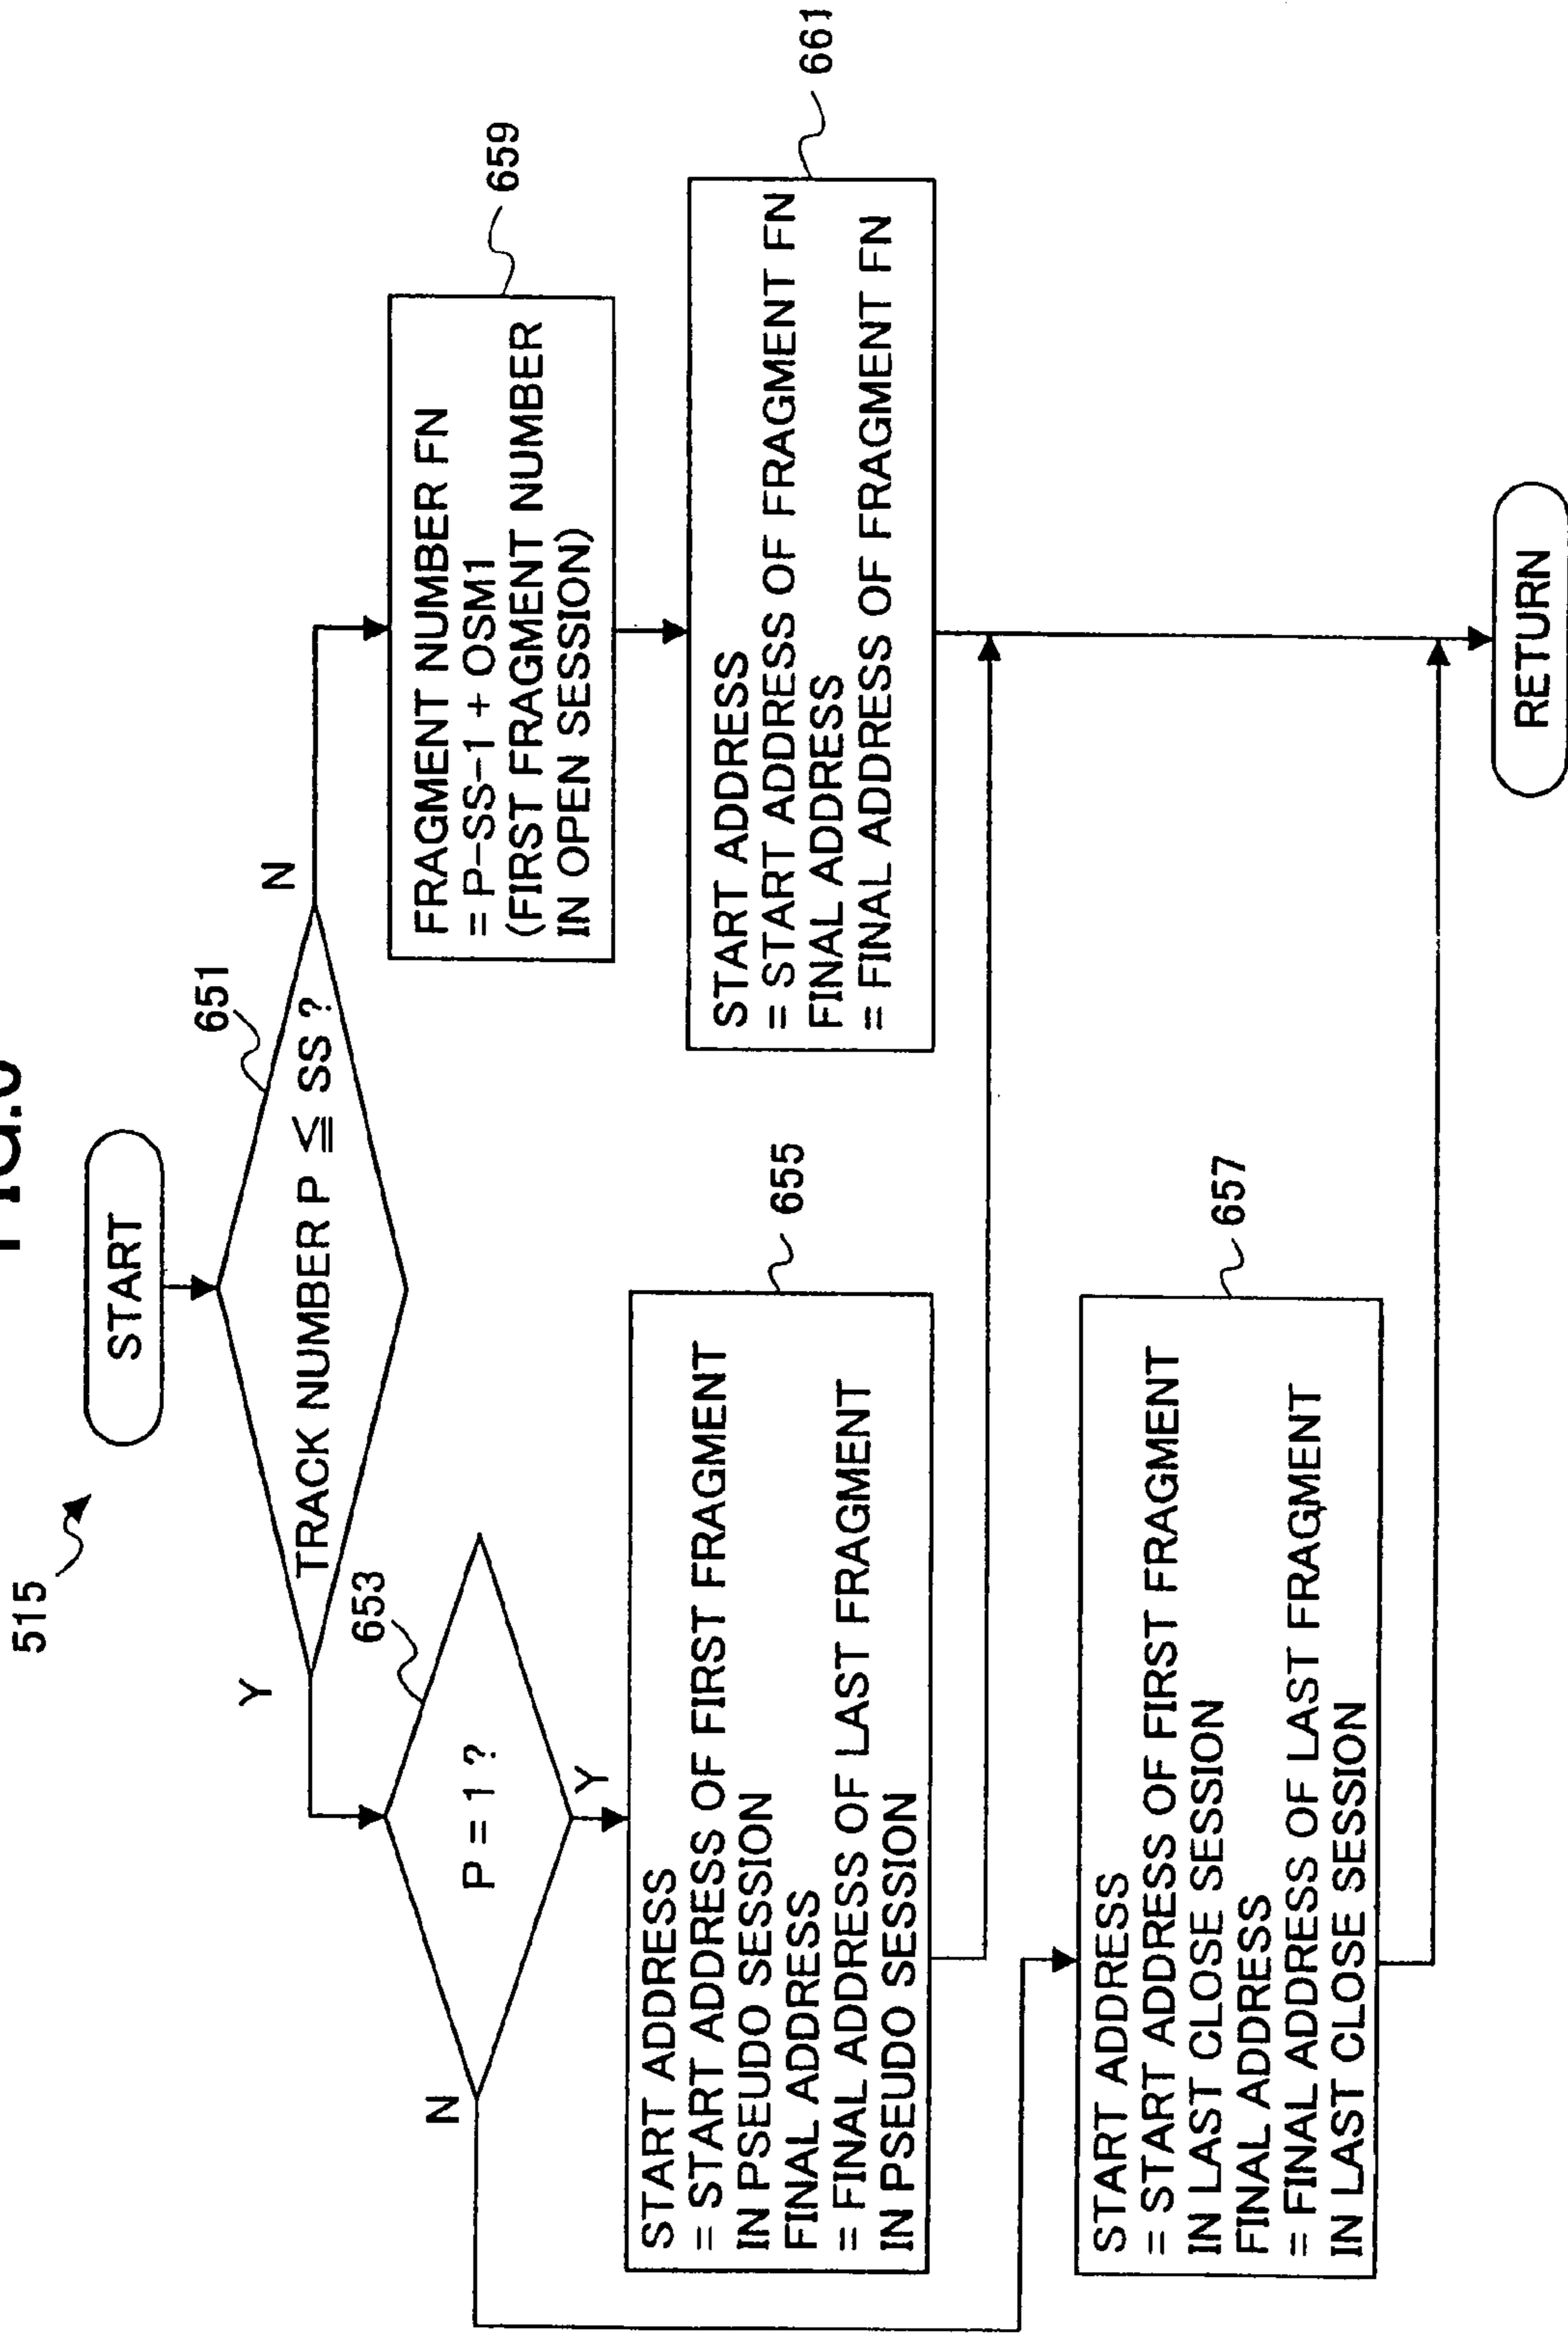 515
START
651
TRACK NUMBER P ≦ SS ?
Y
N
653
P = 1 ?
N
Y
659
FRAGMENT NUMBER FN
= P-SS-1 + OSM1
(FIRST FRAGMENT NUMBER
IN OPEN SESSION)
661
START ADDRESS
= START ADDRESS OF FRAGMENT FN
FINAL ADDRESS
= FINAL ADDRESS OF FRAGMENT FN
655
START ADDRESS
= START ADDRESS OF FIRST FRAGMENT
IN PSEUDO SESSION
FINAL ADDRESS
= FINAL ADDRESS OF LAST FRAGMENT
IN PSEUDO SESSION
657
START ADDRESS
= START ADDRESS OF FIRST FRAGMENT
IN LAST CLOSE SESSION
FINAL ADDRESS
= FINAL ADDRESS OF LAST FRAGMENT
IN LAST CLOSE SESSION
RETURN